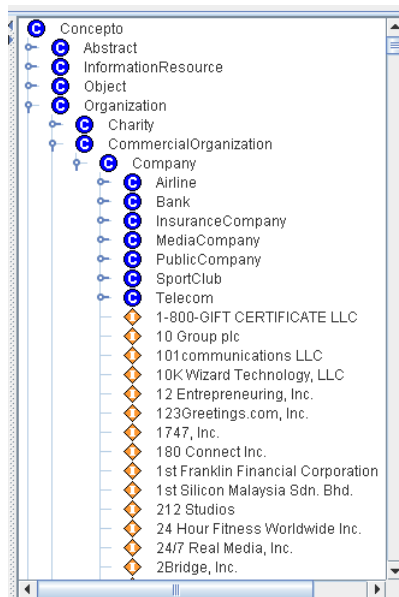 Concepto
Abstract
InformationResource
Object
Organization
Charity
CommercialOrganization
Company
Airline
Bank
InsuranceCompany
MediaCompany
PublicCompany
SportClub
Telecom
1-800-GIFT CERTIFICATE LLC
10 Group plc
101communications LLC
10K Wizard Technology, LLC
12 Entrepreneuring, Inc.
123Greetings.com, Inc.
1747, Inc.
180 Connect Inc.
1st Franklin Financial Corporation
1st Silicon Malaysia Sdn. Bhd.
212 Studios
24 Hour Fitness Worldwide Inc.
24/7 Real Media, Inc.
2Bridge, Inc.